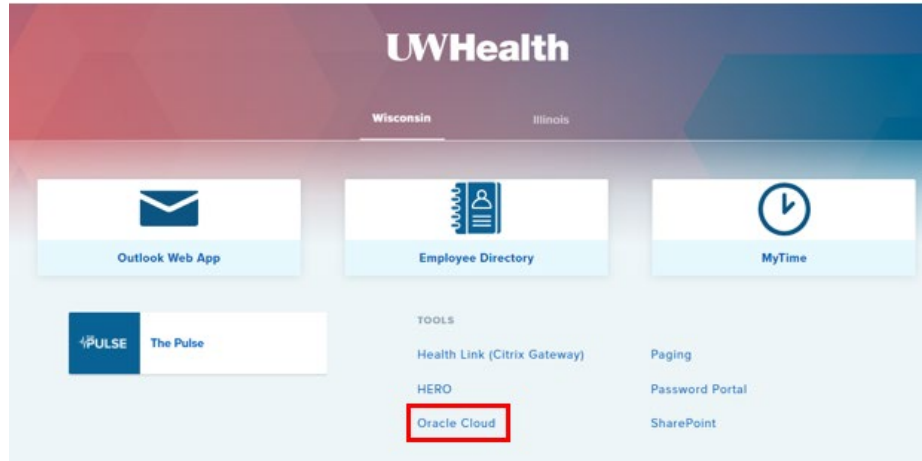 UWHealth
Wisconsin Illinois
Outlook Web App Employee Directory MyTime
PULSE The Pulse
TOOLS
Health Link (Citrix Gateway) Paging
HERO Password Portal
Oracle Cloud SharePoint